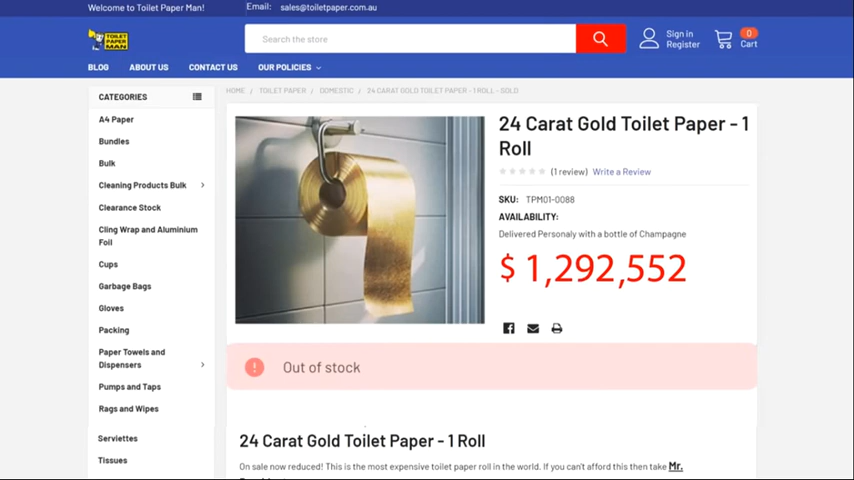 Welcome to Toilet Paper Man!
Email: sales@toiletpaper.com.au
TOILET PAPER MAN
Search the store
Sign in
Register
0
Cart
BLOG ABOUT US CONTACT US OUR POLICIES
CATEGORIES
A4 Paper
Bundles
Bulk
Cleaning Products Bulk
Clearance Stock
Cling Wrap and Aluminium
Foil
Cups
Garbage Bags
Gloves
Packing
Paper Towels and
Dispensers
Pumps and Taps
Rags and Wipes
Serviettes
Tissues
HOME TOILET PAPER DOMESTIC 24 CARAT GOLD TOILET PAPER - 1 ROLL - SOLD
24 Carat Gold Toilet Paper - 1
Roll
(1 review) Write a Review
SKU: TPM01-0088
AVAILABILITY:
Delivered Personaly with a bottle of Champagne
$ 1,292,552
! Out of stock
24 Carat Gold Toilet Paper - 1 Roll
On sale now reduced! This is the most expensive toilet paper roll in the world. If you can't afford this then take Mr.